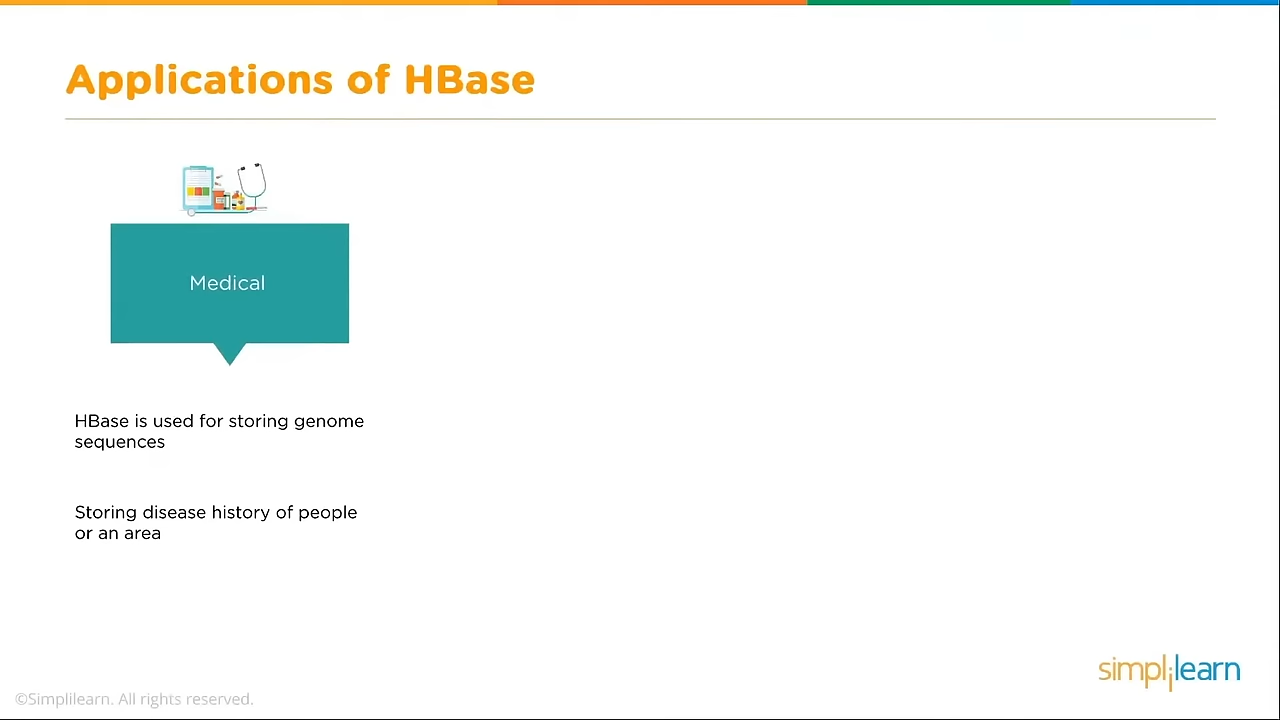 Applications of HBase
Medical
HBase is used for storing genome
sequences
Storing disease history of people
or an area
simplilearn
©Simplilearn. All rights reserved.